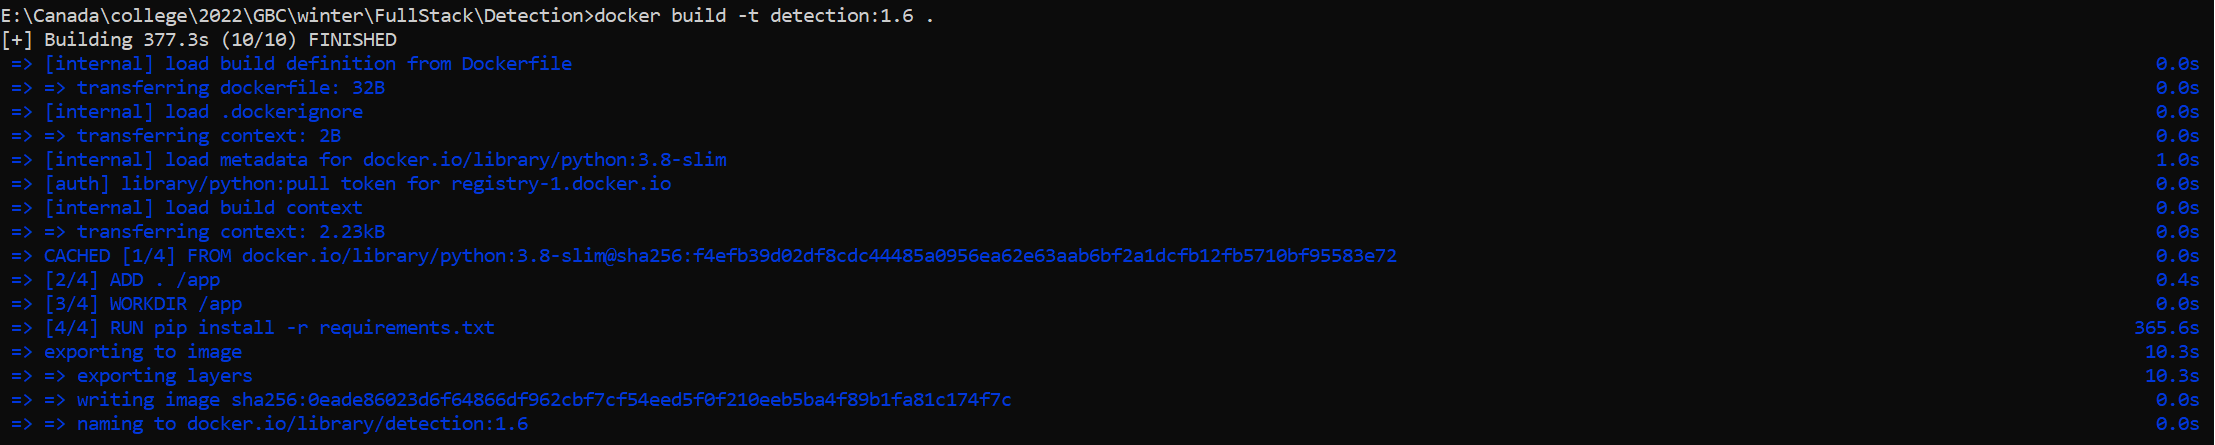 E:\Canada\college\2022\GBC\winter\FullStack\Detection>docker build -t detection:1.6 .
[+] Building 377.3s (10/10) FINISHED
=> [internal] load build definition from Dockerfile 0.0s
=> => transferring dockerfile: 32B 0.0s
=> [internal] load .dockerignore 0.0s
=> => transferring context: 2B 0.0s
=> [internal] load metadata for docker.io/library/python:3.8-slim 1.0s
=> [auth] library/python:pull token for registry-1.docker.io 0.0s
=> [internal] load build context 0.0s
=> => transferring context: 2.23kB 0.0s
=> CACHED [1/4] FROM docker.io/library/python:3.8-slim@sha256:f4efb39d02df8cdc44485a0956ea62e63aab6bf2a1dcfb12fb5710bf95583e72 0.0s
=> [2/4] ADD . /app 0.4s
=> [3/4] WORKDIR /app 0.0s
=> [4/4] RUN pip install -r requirements.txt 365.6s
=> exporting to image 10.3s
=> => exporting layers 10.3s
=> => writing image sha256:0eade86023d6f64866df962cbf7cf54eed5f0f210eeb5ba4f89b1fa81c174f7c 0.0s
=> => naming to docker.io/library/detection:1.6 0.0s